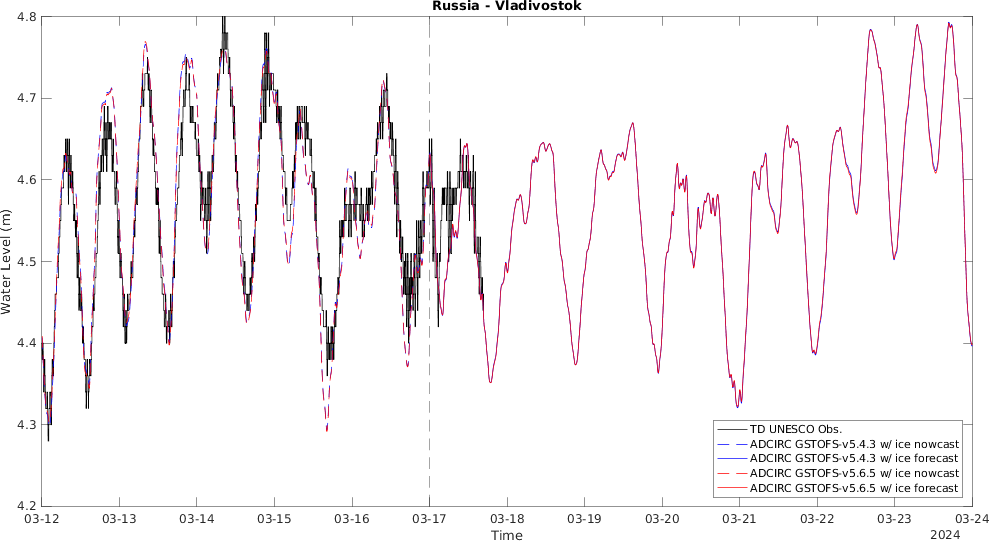 Russia - Vladivostok
4.8
4.7
4.6
4.5
4.4
4.3
4.2
Water Level (m)
TD UNESCO Obs.
ADCIRC GSTOFS-v5.4.3 w/ ice nowcast
ADCIRC GSTOFS-v5.4.3 w/ ice forecast
ADCIRC GSTOFS-v5.6.5 w/ ice nowcast
ADCIRC GSTOFS-v5.6.5 w/ ice forecast
03-12 03-13 03-14 03-15 03-16 03-17 03-18 03-19 03-20 03-21 03-22 03-23 03-24
Time
2024